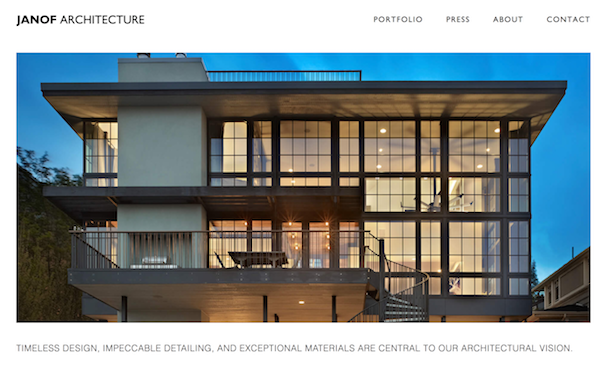 JANOF ARCHITECTURE
PORTFOLIO PRESS ABOUT CONTACT
TIMELESS DESIGN, IMPECCABLE DETAILING, AND EXCEPTIONAL MATERIALS ARE CENTRAL TO OUR ARCHITECTURAL VISION.